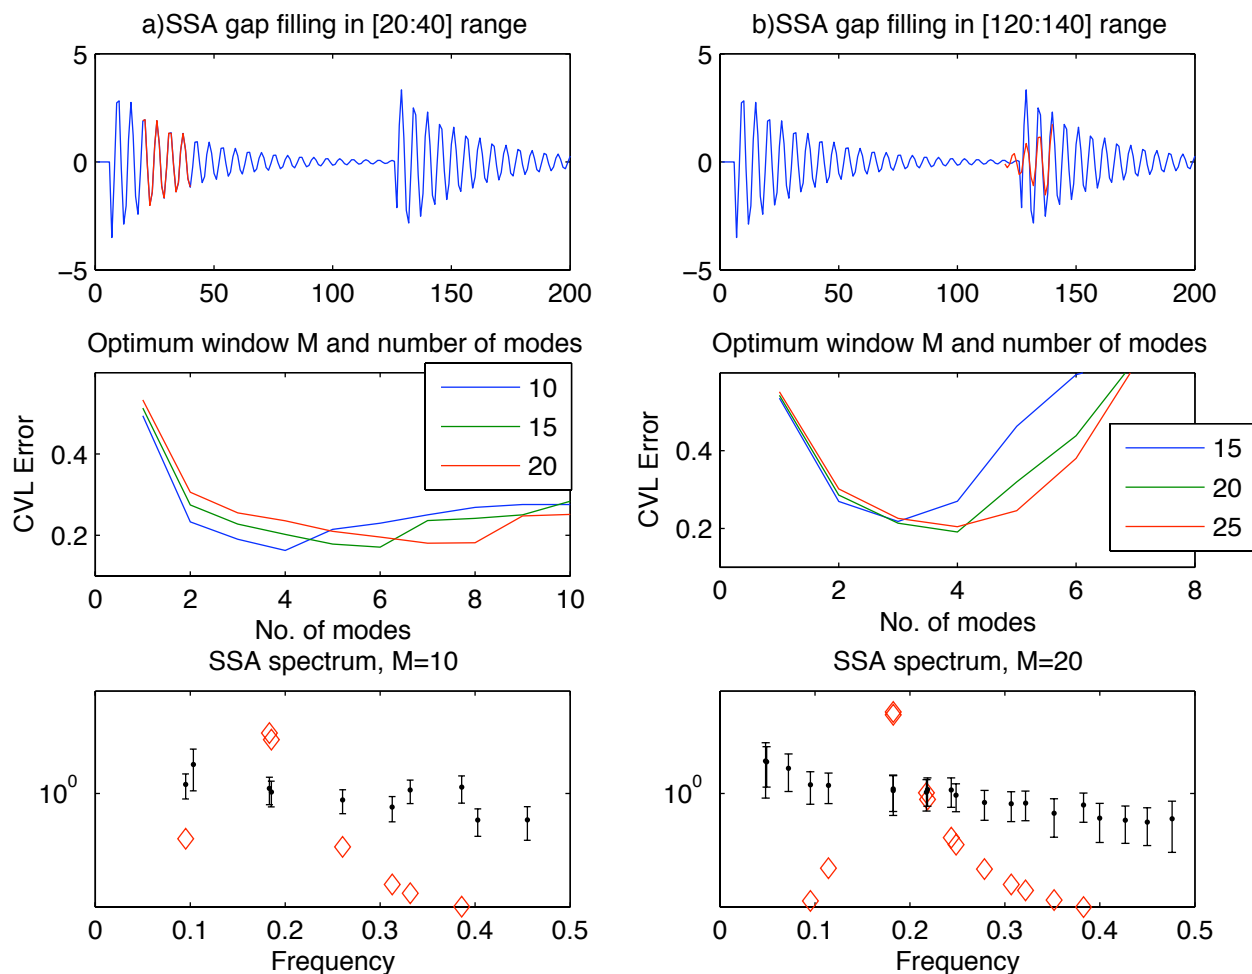 a)SSA gap filling in [20:40] range
5
0
−5
0 50 100 150 200
Optimum window M and number of modes
CVL Error
0.4
0.2
10
15
20
0 2 4 6 8 10
No. of modes
SSA spectrum, M=10
10^0
0 0.1 0.2 0.3 0.4 0.5
Frequency
b)SSA gap filling in [120:140] range
5
0
−5
0 50 100 150 200
Optimum window M and number of modes
CVL Error
0.4
0.2
15
20
25
0 2 4 6 8
No. of modes
SSA spectrum, M=20
10^0
0 0.1 0.2 0.3 0.4 0.5
Frequency